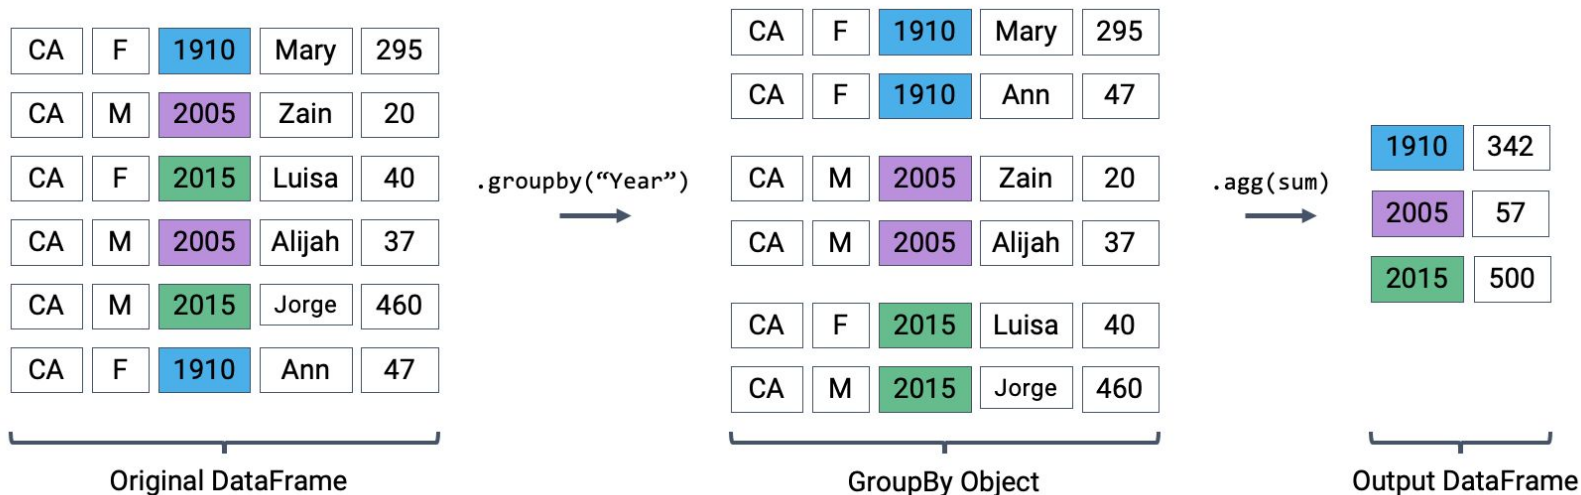 CA F 1910 Mary 295
CA M 2005 Zain 20
CA F 2015 Luisa 40
CA M 2005 Alijah 37
CA M 2015 Jorge 460
CA F 1910 Ann 47
Original DataFrame
.groupby(“Year”)
CA F 1910 Mary 295
CA F 1910 Ann 47
CA M 2005 Zain 20
CA M 2005 Alijah 37
CA F 2015 Luisa 40
CA M 2015 Jorge 460
GroupBy Object
.agg(sum)
1910 342
2005 57
2015 500
Output DataFrame